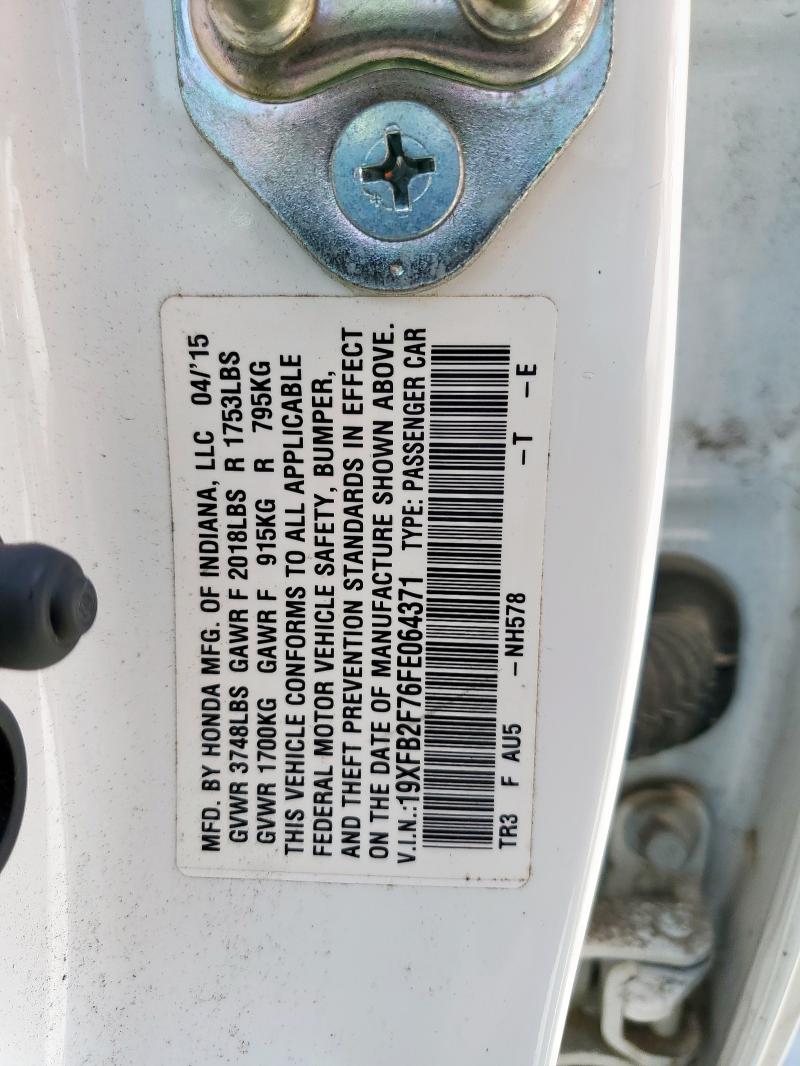 MFD. BY HONDA MFG. OF INDIANA, LLC 04/'15
GVWR 3748LBS GAWR F 2018LBS R 1753LBS
GVWR 1700KG GAWR F 915KG R 795KG
THIS VEHICLE CONFORMS TO ALL APPLICABLE
FEDERAL MOTOR VEHICLE SAFETY, BUMPER,
AND THEFT PREVENTION STANDARDS IN EFFECT
ON THE DATE OF MANUFACTURE SHOWN ABOVE.
V.I.N.:19XFB2F76FE064371 TYPE: PASSENGER CAR
TR3 F AU5 -NH578 -T -E